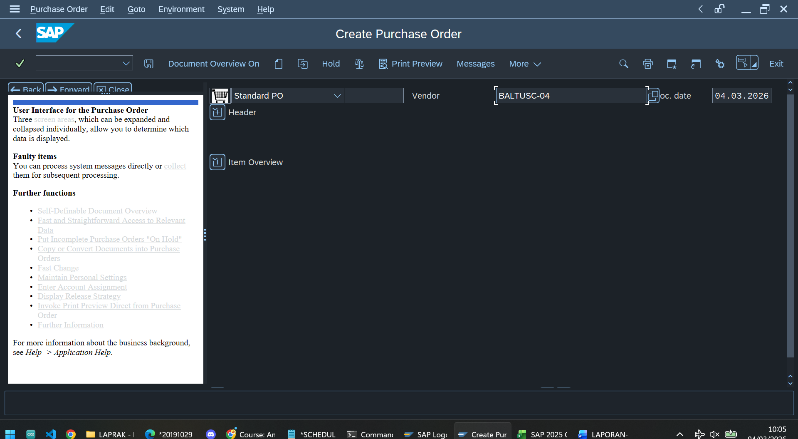 Purchase Order Edit Goto Environment System Help
SAP
Create Purchase Order
Document Overview On Hold Print Preview Messages More Exit
Back Forward Close
User Interface for the Purchase Order
Three screen areas, which can be expanded and
collapsed individually, allow you to determine which
data is displayed.
Faulty items
You can process system messages directly or collect
them for subsequent processing.
Further functions
• Self-Definable Document Overview
• Fast and Straightforward Access to Relevant
Data
• Put Incomplete Purchase Orders "On Hold"
• Copy or Convert Documents into Purchase
Orders
• Fast Change
• Maintain Personal Settings
• Enter Account Assignment
• Display Release Strategy
• Invoke Print Preview Direct from Purchase
Order
• Further Information
For more information about the business background,
see Help -> Application Help.
Standard PO Vendor BALTUSC-04 oc. date 04.03.2026
Header
Item Overview
LAPRAK - *20191029 Course: An *SCHEDUL Comman SAP Log Create Pur SAP 2025 LAPORAN- 10:05